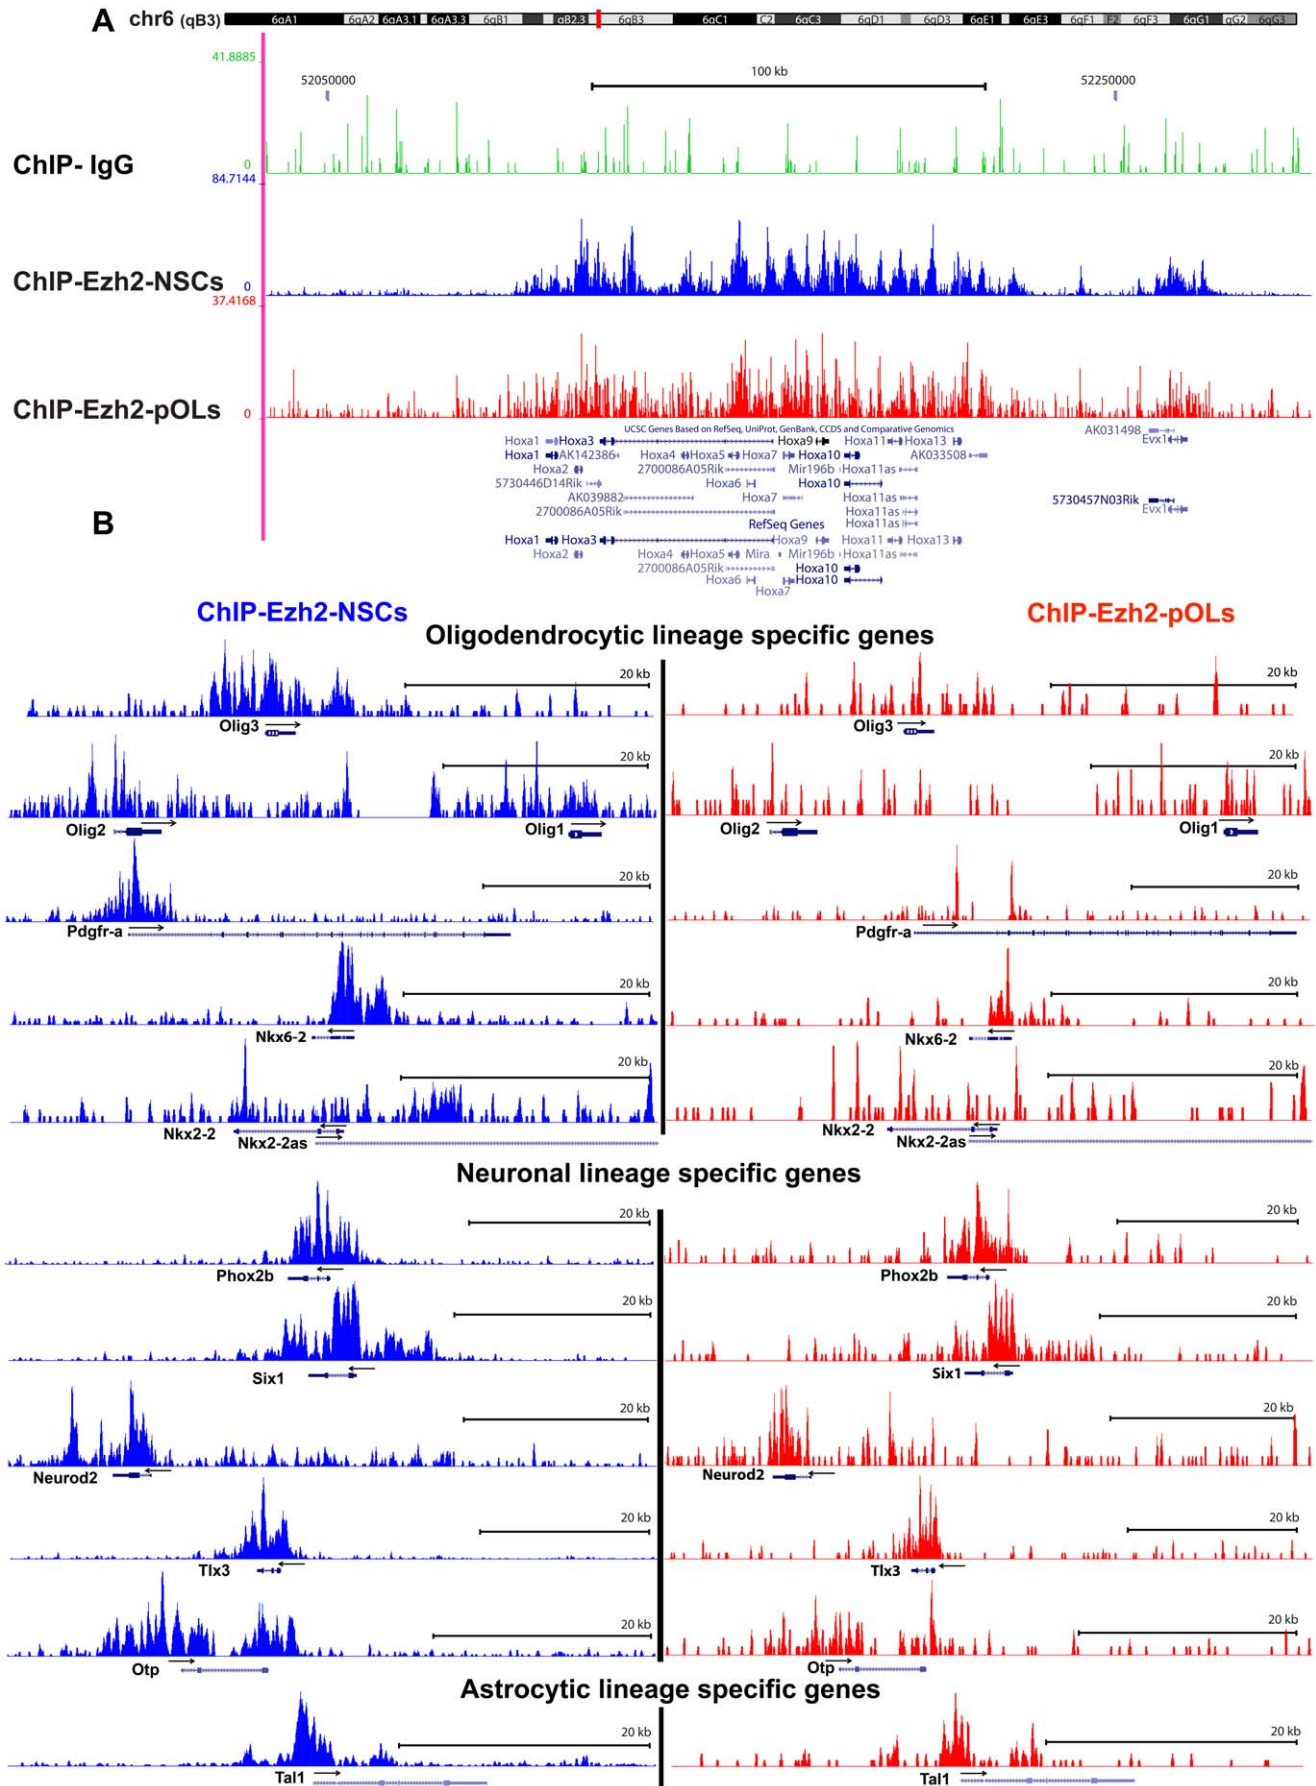 A
chr6 (qB3) 6qA1 6qA2 6qA3.1 6qA3.3 6qB1 qB2.3 6qB3 6qC1 C2 6qC3 6qD1 6qD3 6qE1 6qE3 6qF1 F2 6qF3 6qG1 qG2 6qG3
41.8885
52050000 100 kb 52250000
ChIP- IgG
0
84.7144
ChIP-Ezh2-NSCs
0
37.4168
ChIP-Ezh2-pOLs
0
UCSC Genes Based on RefSeq, UniProt, GenBank, CCDS and Comparative Genomics
AK031498
Hoxa1 Hoxa3 Hoxa9 Hoxa11 Hoxa13 Evx1
Hoxa1 AK142386 Hoxa4 Hoxa5 Hoxa7 Hoxa10 AK033508
Hoxa2 2700086A05Rik Mir196b Hoxa11as
5730446D14Rik Hoxa6 Hoxa10
AK039882 Hoxa7 Hoxa11as 5730457N03Rik
2700086A05Rik Hoxa11as Evx1
RefSeq Genes Hoxa11as
Hoxa1 Hoxa3 Hoxa9 Hoxa11 Hoxa13
Hoxa2 Hoxa4 Hoxa5 Mira Mir196b Hoxa11as
2700086A05Rik Hoxa10
Hoxa6 Hoxa10
Hoxa7
B
ChIP-Ezh2-NSCs ChIP-Ezh2-pOLs
Oligodendrocytic lineage specific genes
20 kb 20 kb
Olig3 Olig3
20 kb 20 kb
Olig2 Olig1 Olig2 Olig1
20 kb 20 kb
Pdgfr-a Pdgfr-a
20 kb 20 kb
Nkx6-2 Nkx6-2
20 kb 20 kb
Nkx2-2 Nkx2-2
Nkx2-2as Nkx2-2as
Neuronal lineage specific genes
20 kb 20 kb
Phox2b Phox2b
20 kb 20 kb
Six1 Six1
20 kb 20 kb
Neurod2 Neurod2
20 kb 20 kb
Tlx3 Tlx3
20 kb 20 kb
Otp Otp
Astrocytic lineage specific genes
20 kb 20 kb
Tal1 Tal1